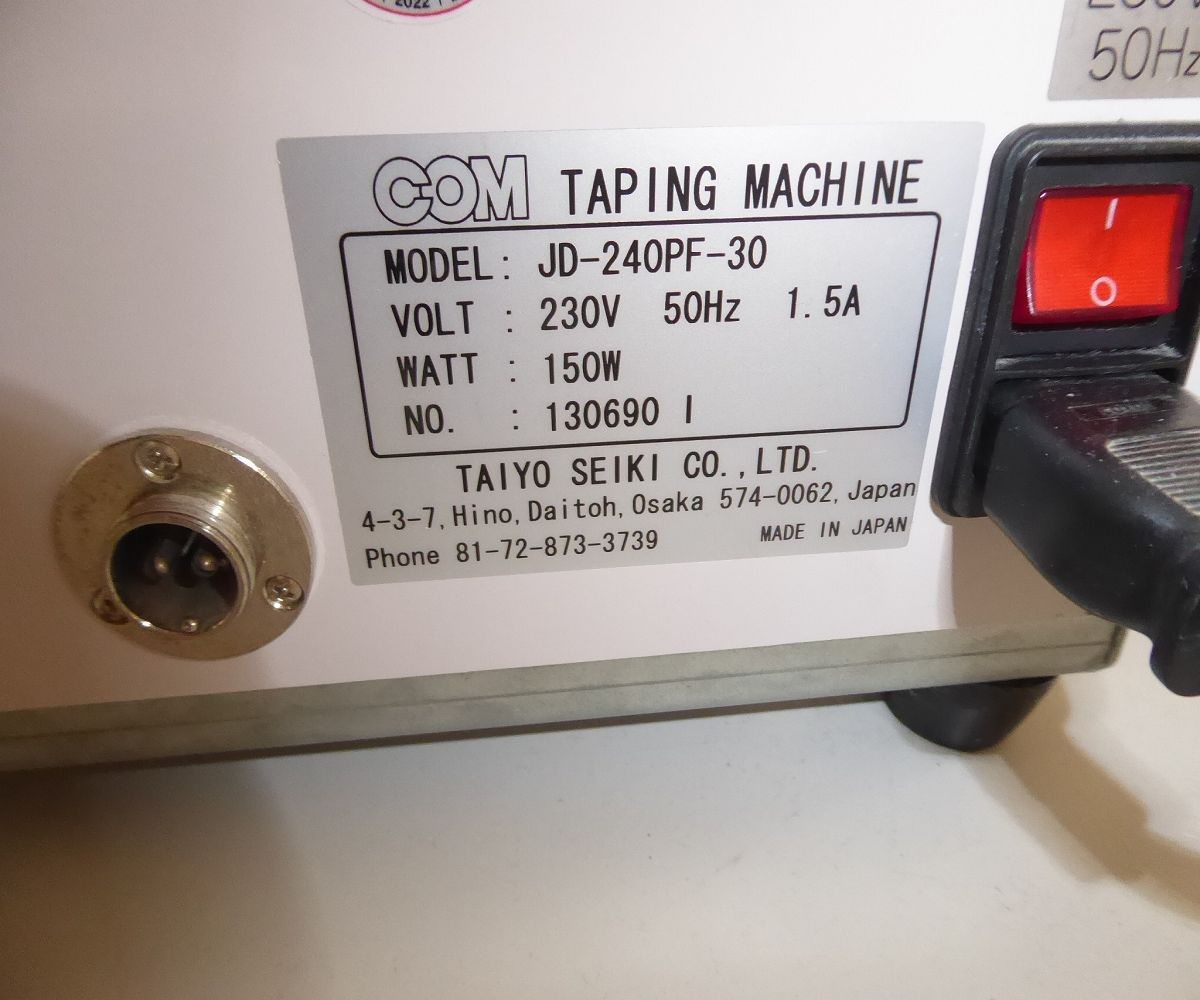 2022
230V
50Hz
COM TAPING MACHINE
MODEL: JD-240PF-30
VOLT : 230V 50Hz 1.5A
WATT : 150W
NO. : 130690 I
TAIYO SEIKI CO.,LTD.
4-3-7,Hino,Daitoh,Osaka 574-0062,Japan
Phone 81-72-873-3739 MADE IN JAPAN
I
O